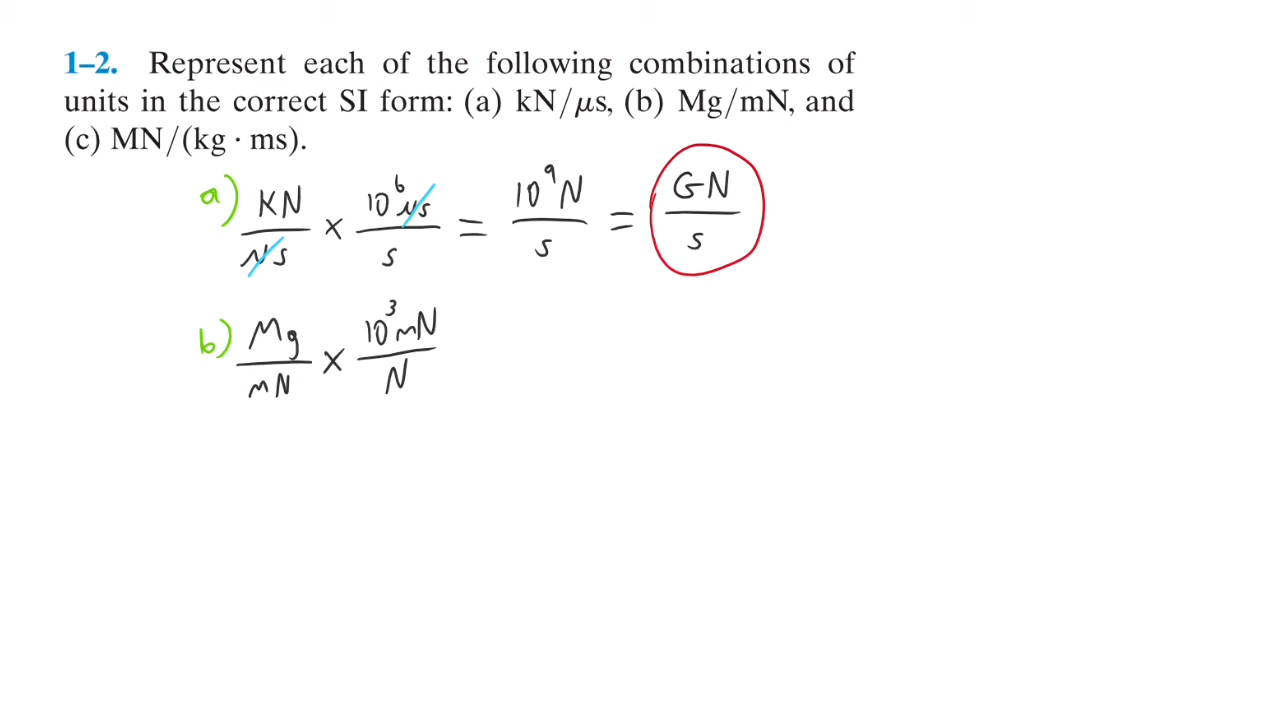 1–2. Represent each of the following combinations of
units in the correct SI form: (a) kN/μs, (b) Mg/mN, and
(c) MN/(kg · ms).
a) KN/μs × 10⁶ μs/s = 10⁹ N/s = GN/s
b) Mg/mN × 10³ mN/N